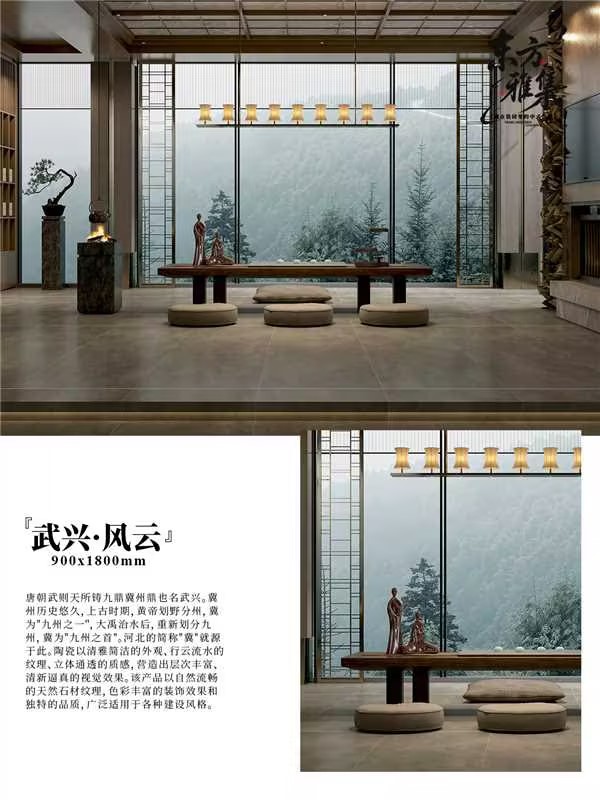 东方
雅集
『武兴·风云』
900x1800mm
唐朝武则天所铸九鼎冀州鼎也名武兴。冀
州历史悠久，上古时期，黄帝划野分州，冀
为"九州之一"，大禹治水后，重新划分九
州，冀为"九州之首"。河北的简称"冀"就源
于此。陶瓷以清雅简洁的外观、行云流水的
纹理、立体通透的质感，营造出层次丰富、
清新逼真的视觉效果。该产品以自然流畅
的天然石材纹理，色彩丰富的装饰效果和
独特的品质，广泛适用于各种建设风格。